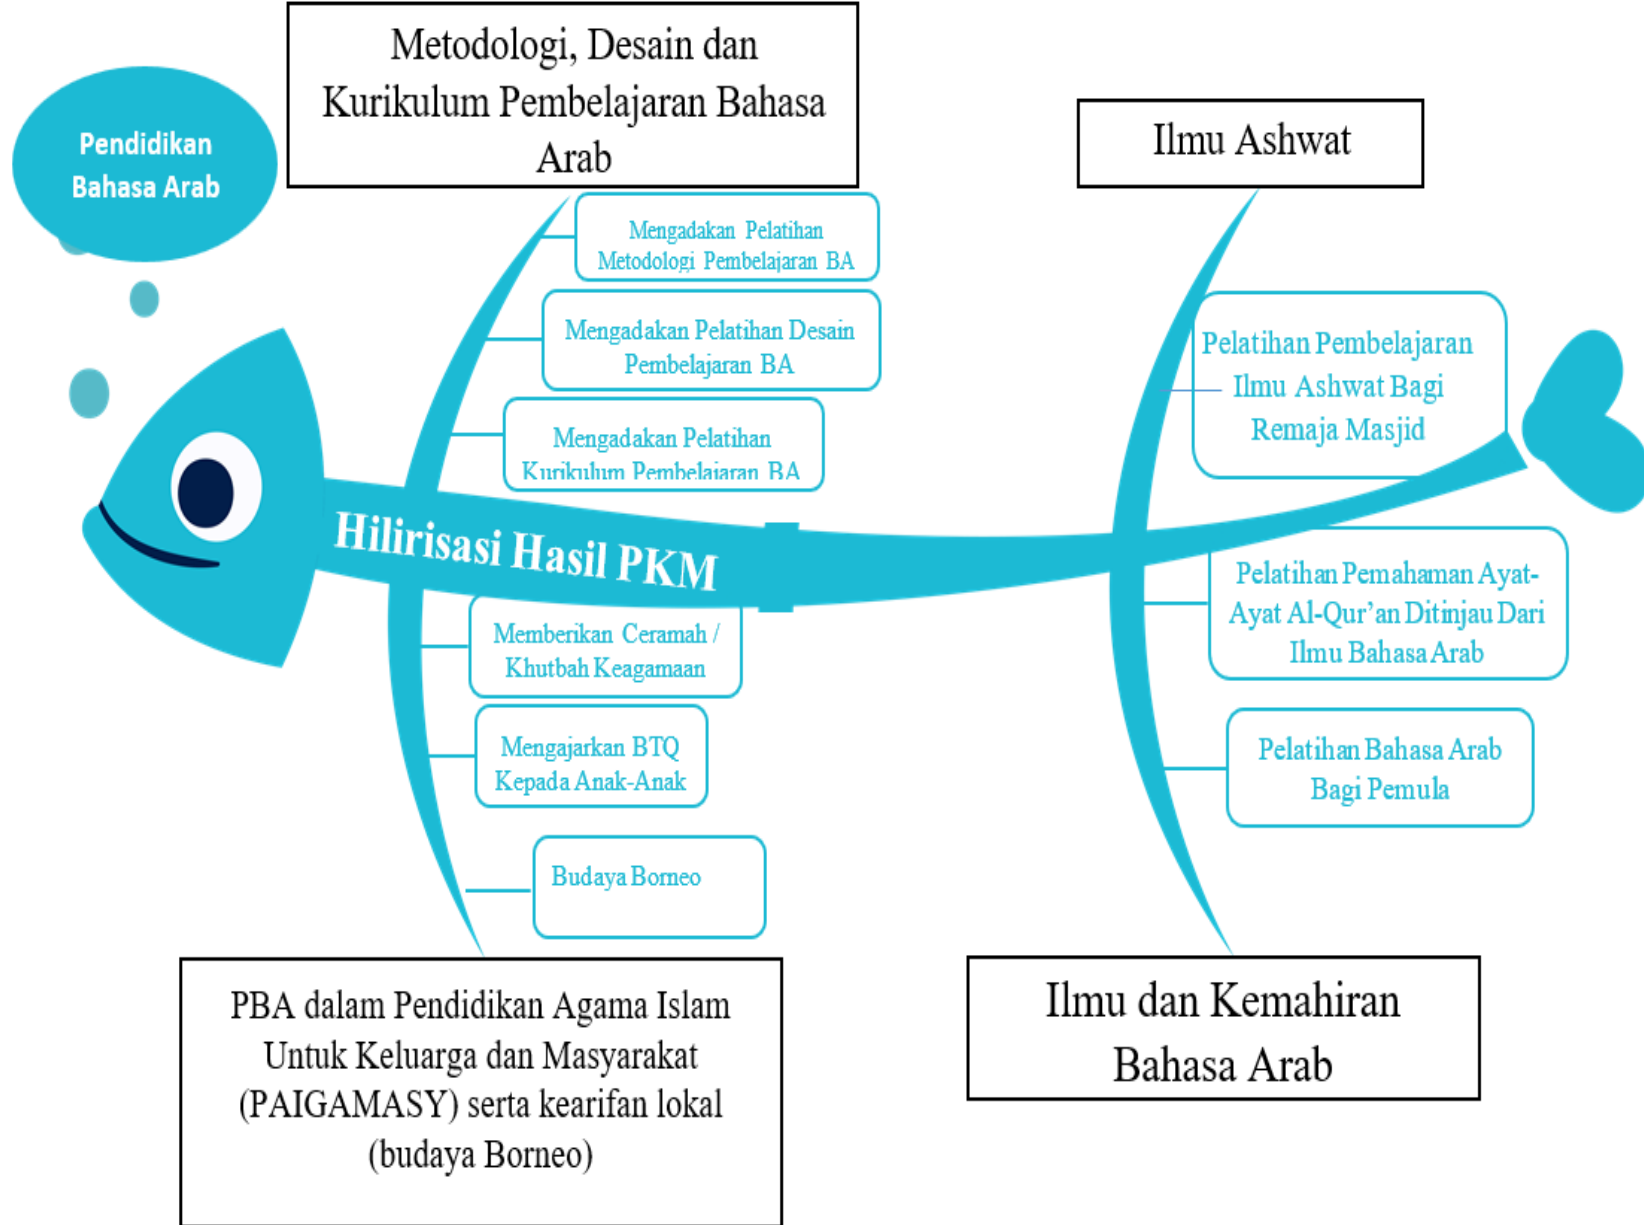 Pendidikan
Bahasa Arab
Metodologi, Desain dan
Kurikulum Pembelajaran Bahasa
Arab
Mengadakan Pelatihan
Metodologi Pembelajaran BA
Mengadakan Pelatihan Desain
Pembelajaran BA
Mengadakan Pelatihan
Kurikulum Pembelajaran BA
Ilmu Ashwat
Pelatihan Pembelajaran
Ilmu Ashwat Bagi
Remaja Masjid
Hilirisasi Hasil PKM
Memberikan Ceramah /
Khutbah Keagamaan
Mengajarkan BTQ
Kepada Anak-Anak
Budaya Borneo
PBA dalam Pendidikan Agama Islam
Untuk Keluarga dan Masyarakat
(PAIGAMASY) serta kearifan lokal
(budaya Borneo)
Pelatihan Pemahaman Ayat-
Ayat Al-Qur’an Ditinjau Dari
Ilmu Bahasa Arab
Pelatihan Bahasa Arab
Bagi Pemula
Ilmu dan Kemahiran
Bahasa Arab